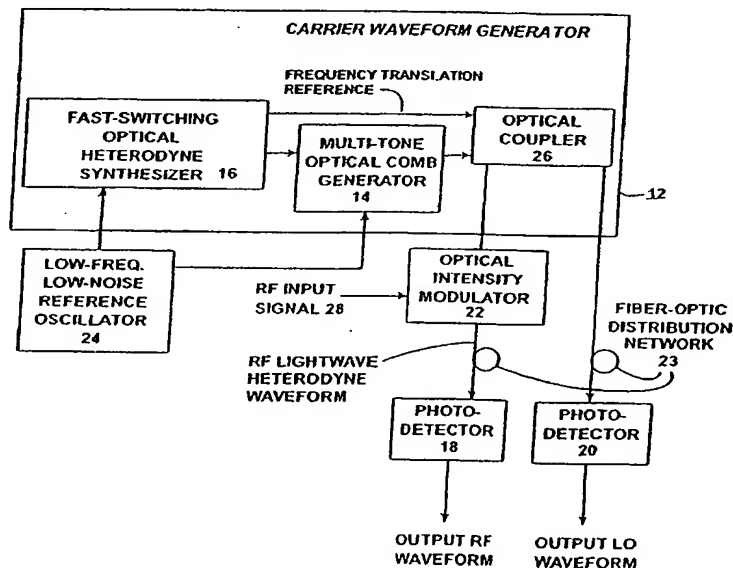 CARRIER WAVEFORM GENERATOR
FREQUENCY TRANSLATION
REFERENCE
FAST-SWITCHING
OPTICAL
HETERODYNE
SYNTHESIZER 16
MULTI-TONE
OPTICAL COMB
GENERATOR
14
OPTICAL
COUPLER
26
12
LOW-FREQ.
LOW-NOISE
REFERENCE
OSCILLATOR
24
RF INPUT
SIGNAL 28
OPTICAL
INTENSITY
MODULATOR
22
FIBER-OPTIC
DISTRIBUTION
NETWORK
23
RF LIGHTWAVE
HETERODYNE
WAVEFORM
PHOTO-
DETECTOR
18
PHOTO-
DETECTOR
20
OUTPUT RF
WAVEFORM
OUTPUT LO
WAVEFORM